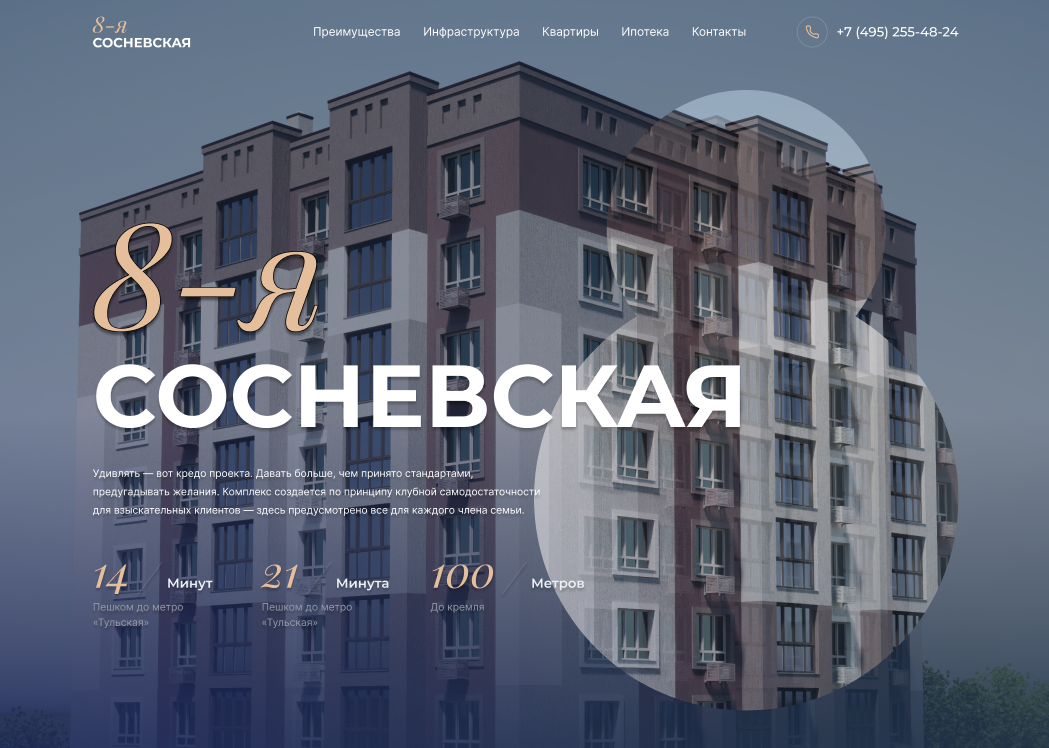 8-я
СОСНЕВСКАЯ
Преимущества
Инфраструктура
Квартиры
Ипотека
Контакты
+7 (495) 255-48-24
8-я
СОСНЕВСКАЯ
Удивлять — вот кредо проекта. Давать больше, чем принято стандартами,
предугадывать желания. Комплекс создается по принципу клубной самодостаточности
для взыскательных клиентов — здесь предусмотрено все для каждого члена семьи.
14 / Минут
Пешком до метро
«Тульская»
21 / Минута
Пешком до метро
«Тульская»
100 / Метров
До кремля